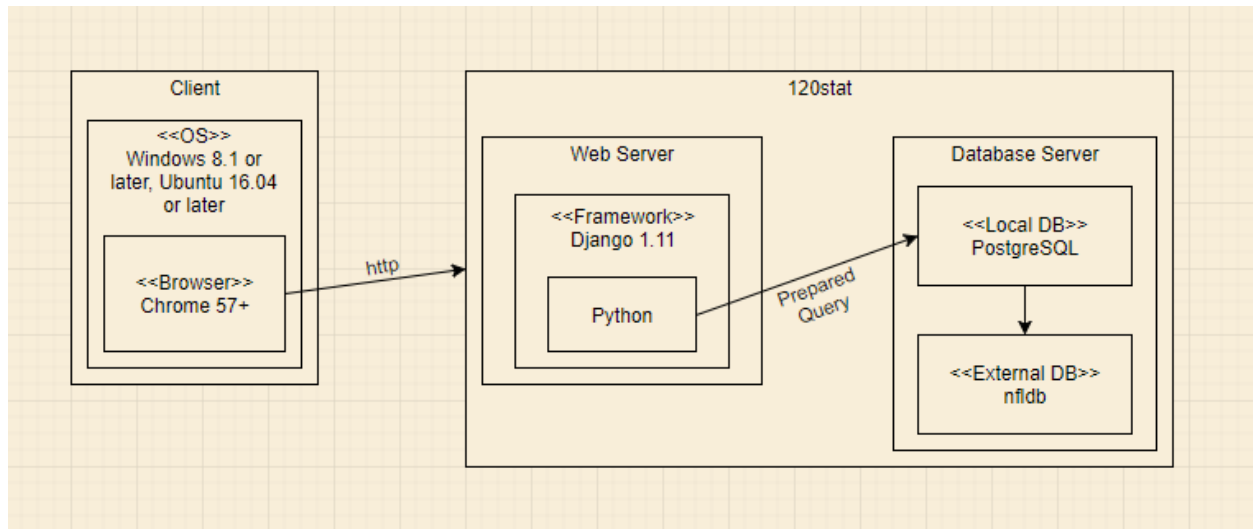 Client
<<OS>>
Windows 8.1 or
later, Ubuntu 16.04
or later
<<Browser>>
Chrome 57+
http
120stat
Web Server
<<Framework>>
Django 1.11
Python
Prepared
Query
Database Server
<<Local DB>>
PostgreSQL
<<External DB>>
nfldb